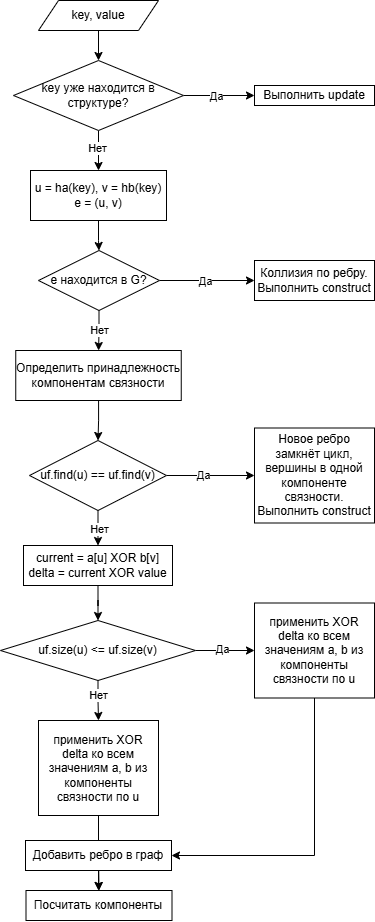 key, value
key уже находится в
структуре?
Да
Выполнить update
Нет
u = ha(key), v = hb(key)
e = (u, v)
e находится в G?
Да
Коллизия по ребру.
Выполнить construct
Нет
Определить принадлежность
компонентам связности
uf.find(u) == uf.find(v)
Да
Новое ребро
замкнёт цикл,
вершины в одной
компоненте
связности.
Выполнить construct
Нет
current = a[u] XOR b[v]
delta = current XOR value
uf.size(u) <= uf.size(v)
Да
применить XOR
delta ко всем
значениям a, b из
компоненты
связности по u
Нет
применить XOR
delta ко всем
значениям a, b из
компоненты
связности по u
Добавить ребро в граф
Посчитать компоненты